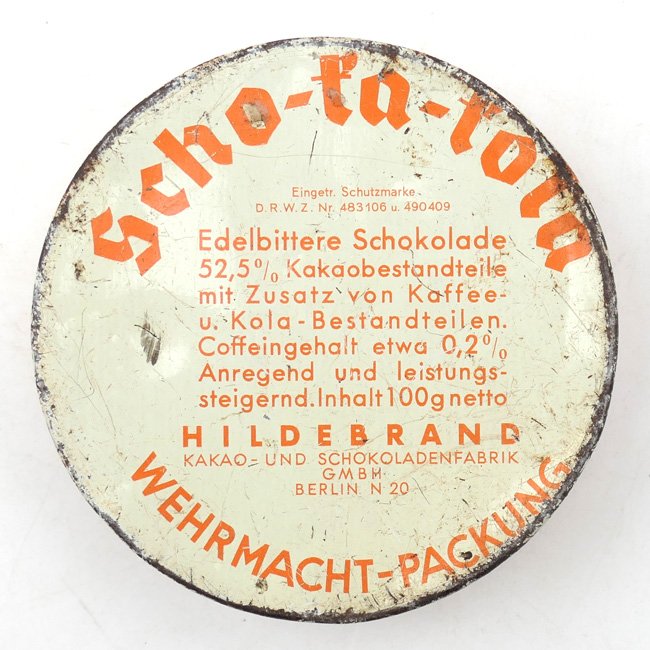 Scho-ka-kola
Eingetr. Schutzmarke
D.R.W.Z. Nr. 483106 u. 490409
Edelbittere Schokolade
52,5% Kakaobestandteile
mit Zusatz von Kaffee-
u. Kola-Bestandteilen.
Coffeingehalt etwa 0,2%
Anregend und leistungs-
steigernd. Inhalt 100g netto
HILDEBRAND
KAKAO- UND SCHOKOLADENFABRIK
GMBH
BERLIN N 20
WEHRMACHT-PACKUNG